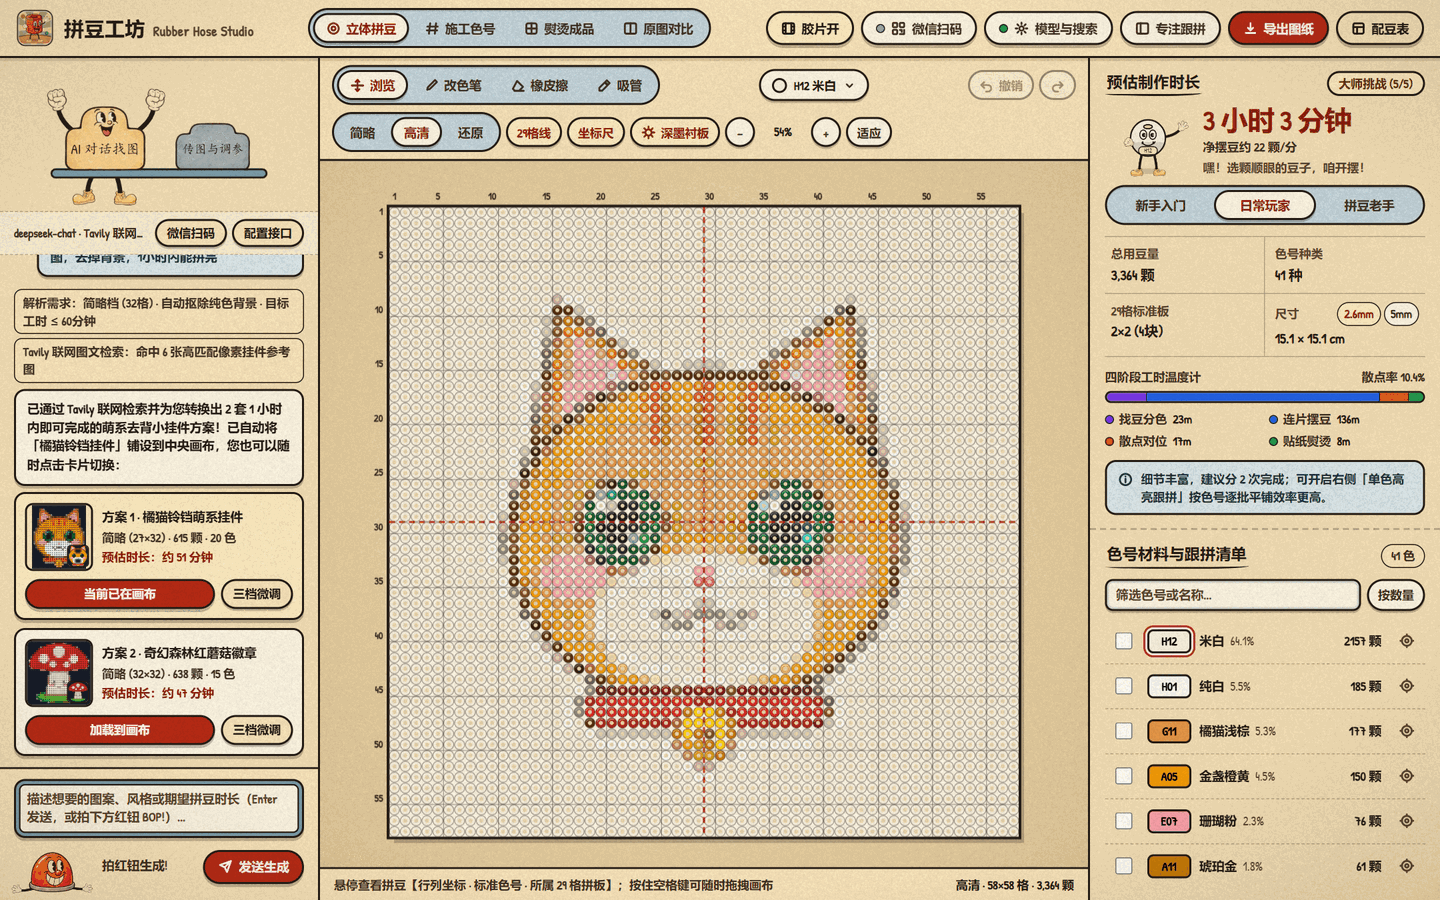 拼豆工坊 Rubber Hose Studio
立体拼豆 施工色号 熨烫成品 原图对比
胶片开 微信扫码 模型与搜索 专注跟拼 导出图纸 配豆表
AI 对话找图
传图与调参
deepseek-chat · Tavily 联网… 微信扫码 配置接口
图，去掉背景，1小时内能拼完
解析需求：简略档 (32格) · 自动抠除纯色背景 · 目标
工时 ≤ 60分钟
Tavily 联网图文检索：命中 6 张高匹配像素挂件参考
图
已通过 Tavily 联网检索并为您转换出 2 套 1 小时
内即可完成的萌系去背小挂件方案！已自动将
「橘猫铃铛挂件」铺设到中央画布，您也可以随
时点击卡片切换：
方案 1 · 橘猫铃铛萌系挂件
简略 (27×32) · 615 颗 · 20 色
预估时长：约 51 分钟
当前已在画布 三档微调
方案 2 · 奇幻森林红蘑菇徽章
简略 (32×32) · 638 颗 · 15 色
预估时长：约 47 分钟
加载到画布 三档微调
描述想要的图案、风格或期望拼豆时长（Enter
发送，或拍下方红钮 BOP!）...
拍红钮生成! 发送生成
浏览 改色笔 橡皮擦 吸管 H12 米白 撤销
简略 高清 还原 29格线 坐标尺 深墨衬板 - 54% + 适应
1 5 10 15 20 25 30 35 40 45 50 55
1
5
10
15
20
25
30
35
40
45
50
55
悬停查看拼豆【行列坐标 · 标准色号 · 所属 29 格拼板】；按住空格键可随时拖拽画布 高清 · 58×58 格 · 3,364 颗
预估制作时长 大师挑战 (5/5)
H12
3 小时 3 分钟
净摆豆约 22 颗/分
嘿！选颗顺眼的豆子，咱开摆！
新手入门 日常玩家 拼豆老手
总用豆量 色号种类
3,364 颗 41 种
29格标准板 尺寸 2.6mm 5mm
2×2 (4块) 15.1 × 15.1 cm
四阶段工时温度计 散点率 10.4%
找豆分色 23m 连片摆豆 136m
散点对位 17m 贴纸熨烫 8m
细节丰富，建议分 2 次完成；可开启右侧「单色高
亮跟拼」按色号逐批平铺效率更高。
色号材料与跟拼清单 41 色
筛选色号或名称... 按数量
H12 米白 64.1% 2157 颗
H01 纯白 5.5% 185 颗
G11 橘猫浅棕 5.3% 177 颗
A05 金盏橙黄 4.5% 150 颗
E07 珊瑚粉 2.3% 76 颗
A11 琥珀金 1.8% 61 颗